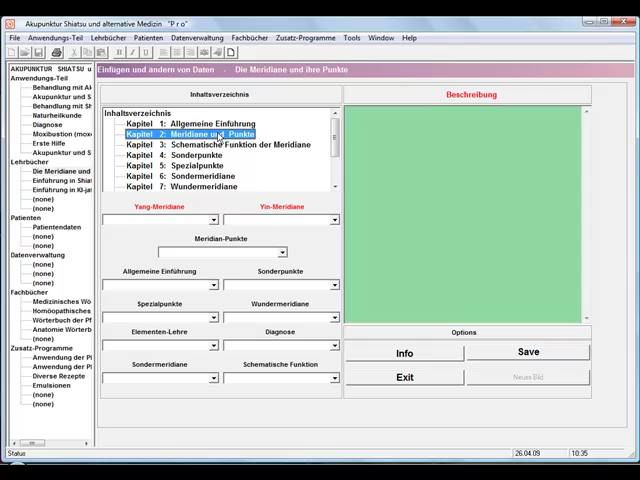 Akupunktur Shiatsu und alternative Medizin "P r o"
File Anwendungs-Teil Lehrbücher Patienten Datenverwaltung Fachbücher Zusatz-Programme Tools Window Help
B I U
AKUPUNKTUR SHIATSU u
Anwendungs-Teil
Behandlung mit Ak
Akupunktur und S
Behandlung mit Sh
Naturheilkunde
Diagnose
Moxibustion (mox
Erste Hilfe
Akupunktur und S
Lehrbücher
Die Meridiane und
Einführung in Shiat
Einführung in KI-jat
(none)
Patienten
Patientendaten
(none)
(none)
Datenverwaltung
(none)
(none)
(none)
Fachbücher
Medizinisches Wö
Homöopathisches
Wörterbuch der Pf
Anatomie Wörterb
Zusatz-Programme
Anwendung der Pf
Anwendung der Pf
Diverse Rezepte
Emulsionen
(none)
(none)
Einfügen und ändern von Daten - Die Meridiane und ihre Punkte
Inhaltsverzeichnis
Inhaltsverzeichnis
Kapitel 1: Allgemeine Einführung
Kapitel 2: Meridiane und Punkte
Kapitel 3: Schematische Funktion der Meridiane
Kapitel 4: Sonderpunkte
Kapitel 5: Spezialpunkte
Kapitel 6: Sondermeridiane
Kapitel 7: Wundermeridiane
Yang-Meridiane Yin-Meridiane
Meridian-Punkte
Allgemeine Einführung Sonderpunkte
Spezialpunkte Wundermeridiane
Elementen-Lehre Diagnose
Sondermeridiane Schematische Funktion
Beschreibung
Options
Info Save
Exit Neues Bild
Status 26.04.09 10:35